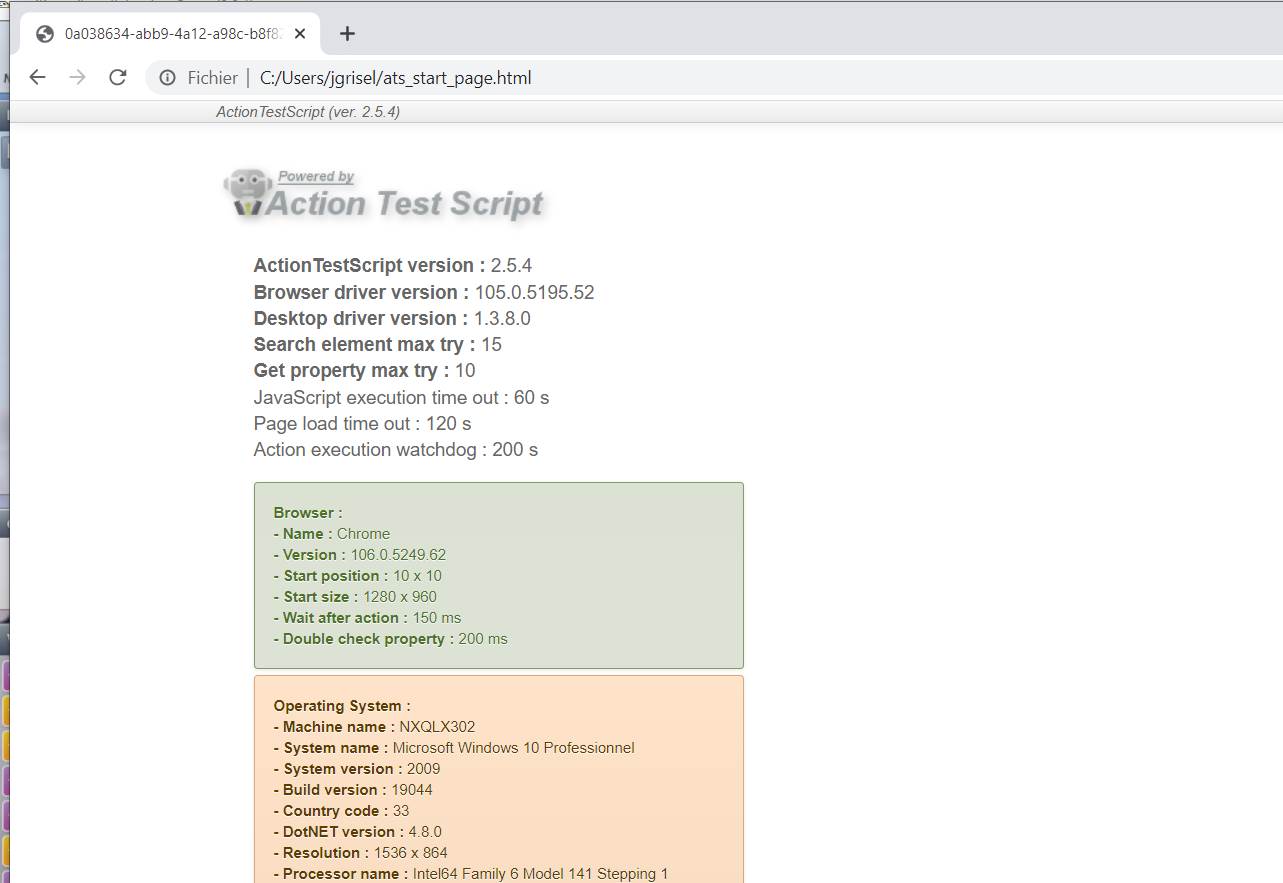 0a038634-abb9-4a12-a98c-b8f82
Fichier | C:/Users/jgrisel/ats_start_page.html
ActionTestScript (ver. 2.5.4)
Powered by
Action Test Script
ActionTestScript version : 2.5.4
Browser driver version : 105.0.5195.52
Desktop driver version : 1.3.8.0
Search element max try : 15
Get property max try : 10
JavaScript execution time out : 60 s
Page load time out : 120 s
Action execution watchdog : 200 s
Browser :
- Name : Chrome
- Version : 106.0.5249.62
- Start position : 10 x 10
- Start size : 1280 x 960
- Wait after action : 150 ms
- Double check property : 200 ms
Operating System :
- Machine name : NXQLX302
- System name : Microsoft Windows 10 Professionnel
- System version : 2009
- Build version : 19044
- Country code : 33
- DotNET version : 4.8.0
- Resolution : 1536 x 864
- Processor name : Intel64 Family 6 Model 141 Stepping 1